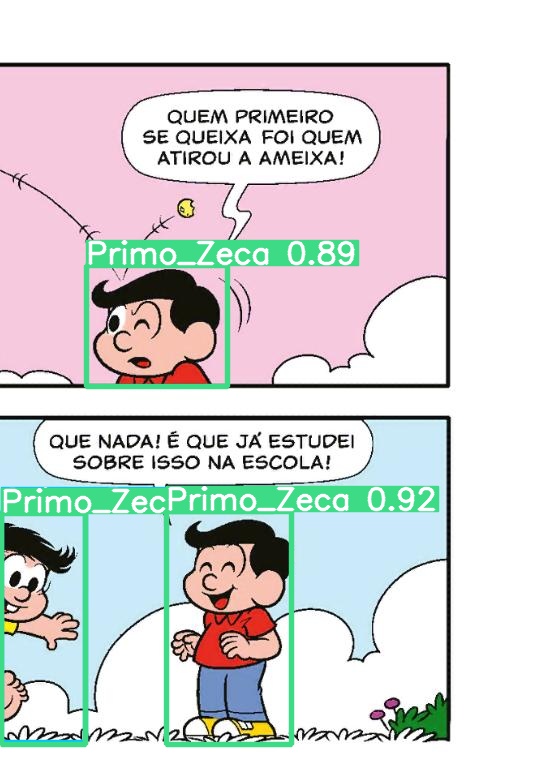 QUEM PRIMEIRO
SE QUEIXA FOI QUEM
ATIROU A AMEIXA!
Primo_Zeca 0.89
QUE NADA! É QUE JÁ ESTUDEI
SOBRE ISSO NA ESCOLA!
Primo_Zec
Primo_Zeca 0.92